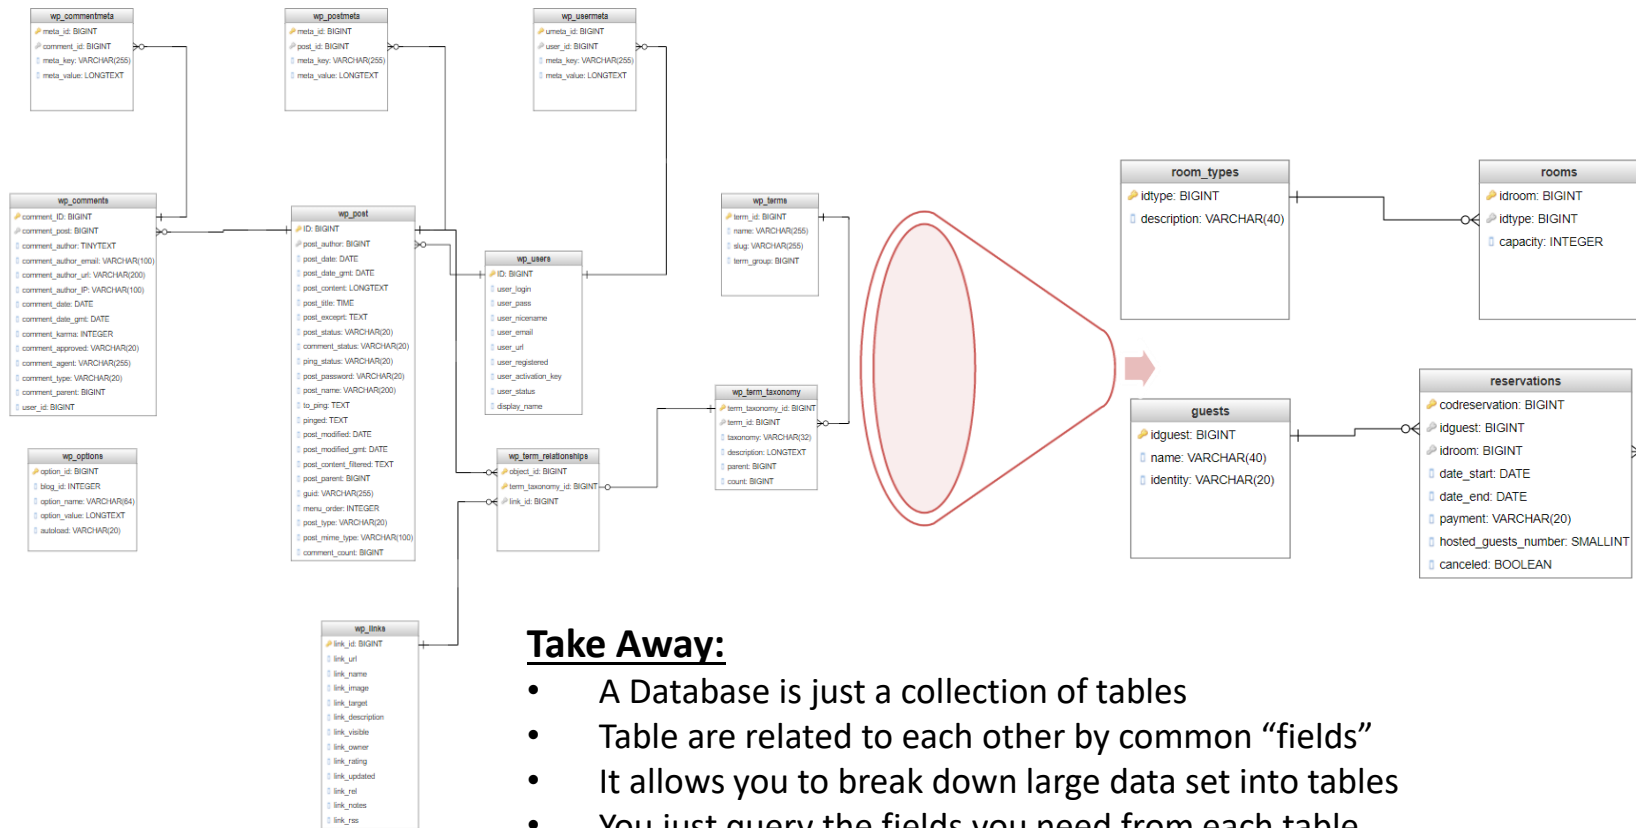 wp_commentmeta
meta_id: BIGINT
comment_id: BIGINT
meta_key: VARCHAR(255)
meta_value: LONGTEXT
wp_postmeta
meta_id: BIGINT
post_id: BIGINT
meta_key: VARCHAR(255)
meta_value: LONGTEXT
wp_usermeta
umeta_id: BIGINT
user_id: BIGINT
meta_key: VARCHAR(255)
meta_value: LONGTEXT
wp_comments
comment_ID: BIGINT
comment_post: BIGINT
comment_author: TINYTEXT
comment_author_email: VARCHAR(100)
comment_author_url: VARCHAR(200)
comment_author_IP: VARCHAR(100)
comment_date: DATE
comment_date_gmt: DATE
comment_karma: INTEGER
comment_approved: VARCHAR(20)
comment_agent: VARCHAR(255)
comment_type: VARCHAR(20)
comment_parent: BIGINT
user_id: BIGINT
wp_post
ID: BIGINT
post_author: BIGINT
post_date: DATE
post_date_gmt: DATE
post_content: LONGTEXT
post_title: TIME
post_exceprt: TEXT
post_status: VARCHAR(20)
comment_status: VARCHAR(20)
ping_status: VARCHAR(20)
post_password: VARCHAR(20)
post_name: VARCHAR(200)
to_ping: TEXT
pinged: TEXT
post_modified: DATE
post_modified_gmt: DATE
post_content_filtered: TEXT
post_parent: BIGINT
guid: VARCHAR(255)
menu_order: INTEGER
post_type: VARCHAR(20)
post_mime_type: VARCHAR(100)
comment_count: BIGINT
wp_users
ID: BIGINT
user_login
user_pass
user_nicename
user_email
user_url
user_registered
user_activation_key
user_status
display_name
wp_terms
term_id: BIGINT
name: VARCHAR(255)
slug: VARCHAR(255)
term_group: BIGINT
wp_term_taxonomy
term_taxonomy_id: BIGINT
term_id: BIGINT
taxonomy: VARCHAR(32)
description: LONGTEXT
parent: BIGINT
count: BIGINT
wp_options
option_id: BIGINT
blog_id: INTEGER
option_name: VARCHAR(64)
option_value: LONGTEXT
autoload: VARCHAR(20)
wp_term_relationships
object_id: BIGINT
term_taxonomy_id: BIGINT
link_id: BIGINT
wp_links
link_id: BIGINT
link_url
link_name
link_image
link_target
link_description
link_visible
link_owner
link_rating
link_updated
link_rel
link_notes
link_rss
room_types
idtype: BIGINT
description: VARCHAR(40)
rooms
idroom: BIGINT
idtype: BIGINT
capacity: INTEGER
guests
idguest: BIGINT
name: VARCHAR(40)
identity: VARCHAR(20)
reservations
codreservation: BIGINT
idguest: BIGINT
idroom: BIGINT
date_start: DATE
date_end: DATE
payment: VARCHAR(20)
hosted_guests_number: SMALLINT
canceled: BOOLEAN
Take Away:
• A Database is just a collection of tables
• Table are related to each other by common “fields”
• It allows you to break down large data set into tables
• You just query the fields you need from each table